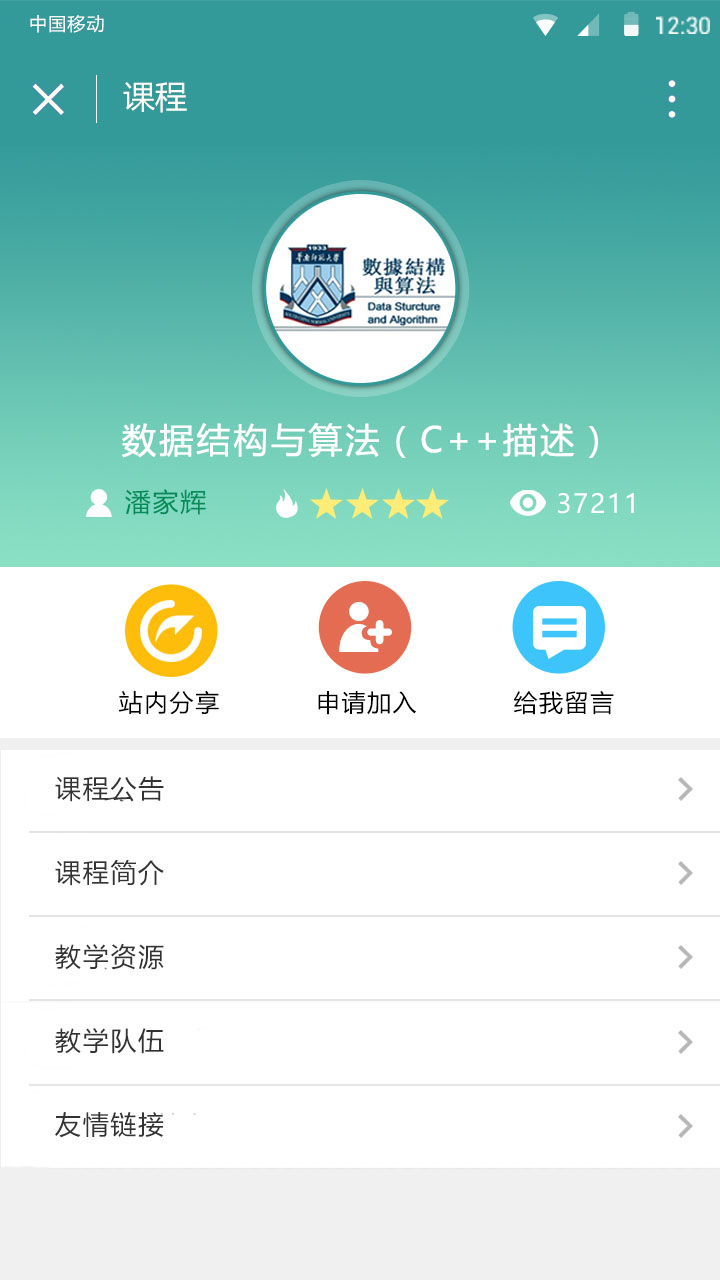 中国移动 12:30
课程
1933
華南師範大学
數據結構
與算法
Data Sturcture
and Algorithm
数据结构与算法（C++描述）
潘家辉 37211
站内分享 申请加入 给我留言
课程公告
课程简介
教学资源
教学队伍
友情链接